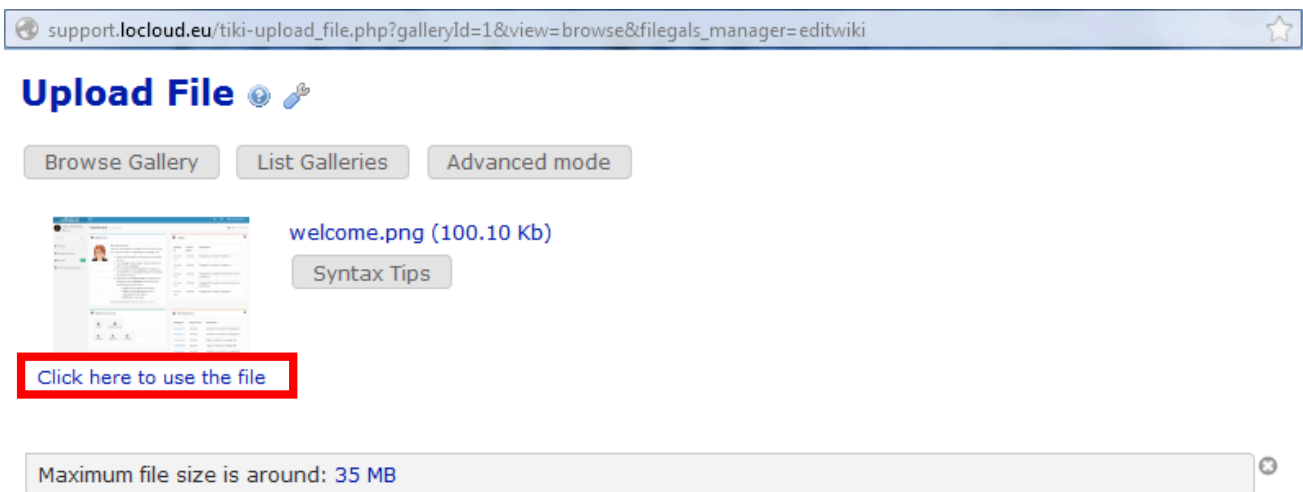 support.locloud.eu/tiki-upload_file.php?galleryId=1&view=browse&filegals_manager=editwiki
Upload File
Browse Gallery List Galleries Advanced mode
welcome.png (100.10 Kb)
Syntax Tips
Click here to use the file
Maximum file size is around: 35 MB